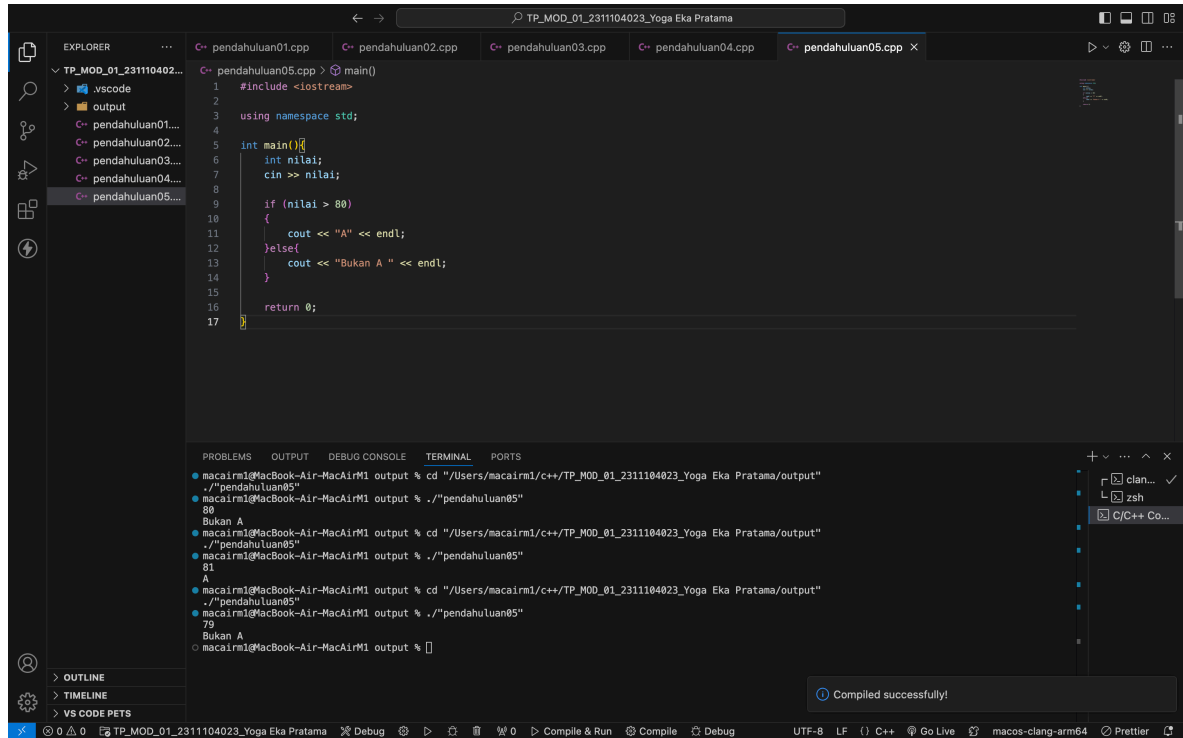 TP_MOD_01_2311104023_Yoga Eka Pratama
EXPLORER
TP_MOD_01_231110402...
.vscode
output
pendahuluan01....
pendahuluan02....
pendahuluan03....
pendahuluan04....
pendahuluan05....
OUTLINE
TIMELINE
VS CODE PETS
pendahuluan01.cpp pendahuluan02.cpp pendahuluan03.cpp pendahuluan04.cpp pendahuluan05.cpp
pendahuluan05.cpp > main()
1 #include <iostream>
2
3 using namespace std;
4
5 int main(){
6 int nilai;
7 cin >> nilai;
8
9 if (nilai > 80)
10 {
11 cout << "A" << endl;
12 }else{
13 cout << "Bukan A " << endl;
14 }
15
16 return 0;
17 }
PROBLEMS OUTPUT DEBUG CONSOLE TERMINAL PORTS
macairm1@MacBook-Air-MacAirM1 output % cd "/Users/macairm1/c++/TP_MOD_01_2311104023_Yoga Eka Pratama/output"
./"pendahuluan05"
macairm1@MacBook-Air-MacAirM1 output % ./"pendahuluan05"
80
Bukan A
macairm1@MacBook-Air-MacAirM1 output % cd "/Users/macairm1/c++/TP_MOD_01_2311104023_Yoga Eka Pratama/output"
./"pendahuluan05"
macairm1@MacBook-Air-MacAirM1 output % ./"pendahuluan05"
81
A
macairm1@MacBook-Air-MacAirM1 output % cd "/Users/macairm1/c++/TP_MOD_01_2311104023_Yoga Eka Pratama/output"
./"pendahuluan05"
macairm1@MacBook-Air-MacAirM1 output % ./"pendahuluan05"
79
Bukan A
macairm1@MacBook-Air-MacAirM1 output %
clan...
zsh
C/C++ Co...
Compiled successfully!
0 0 TP_MOD_01_2311104023_Yoga Eka Pratama Debug 0 Compile & Run Compile Debug UTF-8 LF {} C++ Go Live macos-clang-arm64 Prettier